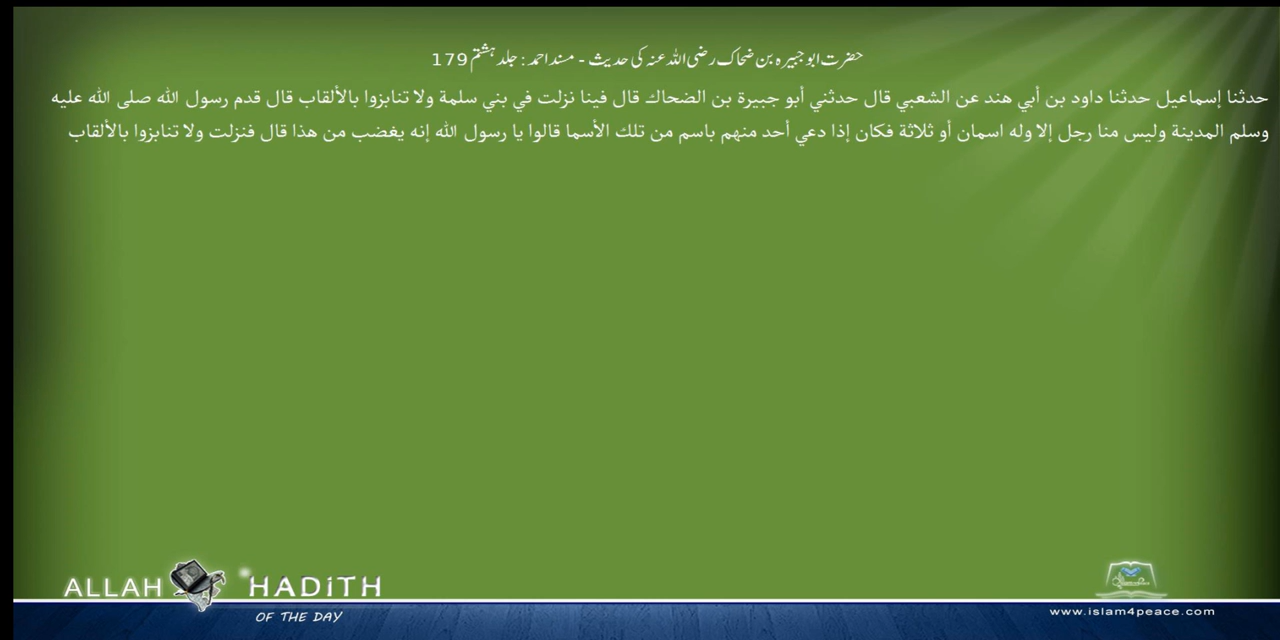 حضرت ابوجبیرہ بن ضحاک رضی اللہ عنہ کی حدیث - مسند احمد : جلد ہشتم 179
حدثنا إسماعيل حدثنا داود بن أبي هند عن الشعبي قال حدثني أبو جبيرة بن الضحاك قال فينا نزلت في بني سلمة ولا تنابزوا بالألقاب قال قدم رسول الله صلى الله عليه
وسلم المدينة وليس منا رجل إلا وله اسمان أو ثلاثة فكان إذا دعي أحد منهم باسم من تلك الأسما قالوا يا رسول الله إنه يغضب من هذا قال فنزلت ولا تنابزوا بالألقاب
ALLAH HADITH
OF THE DAY
www.islam4peace.com